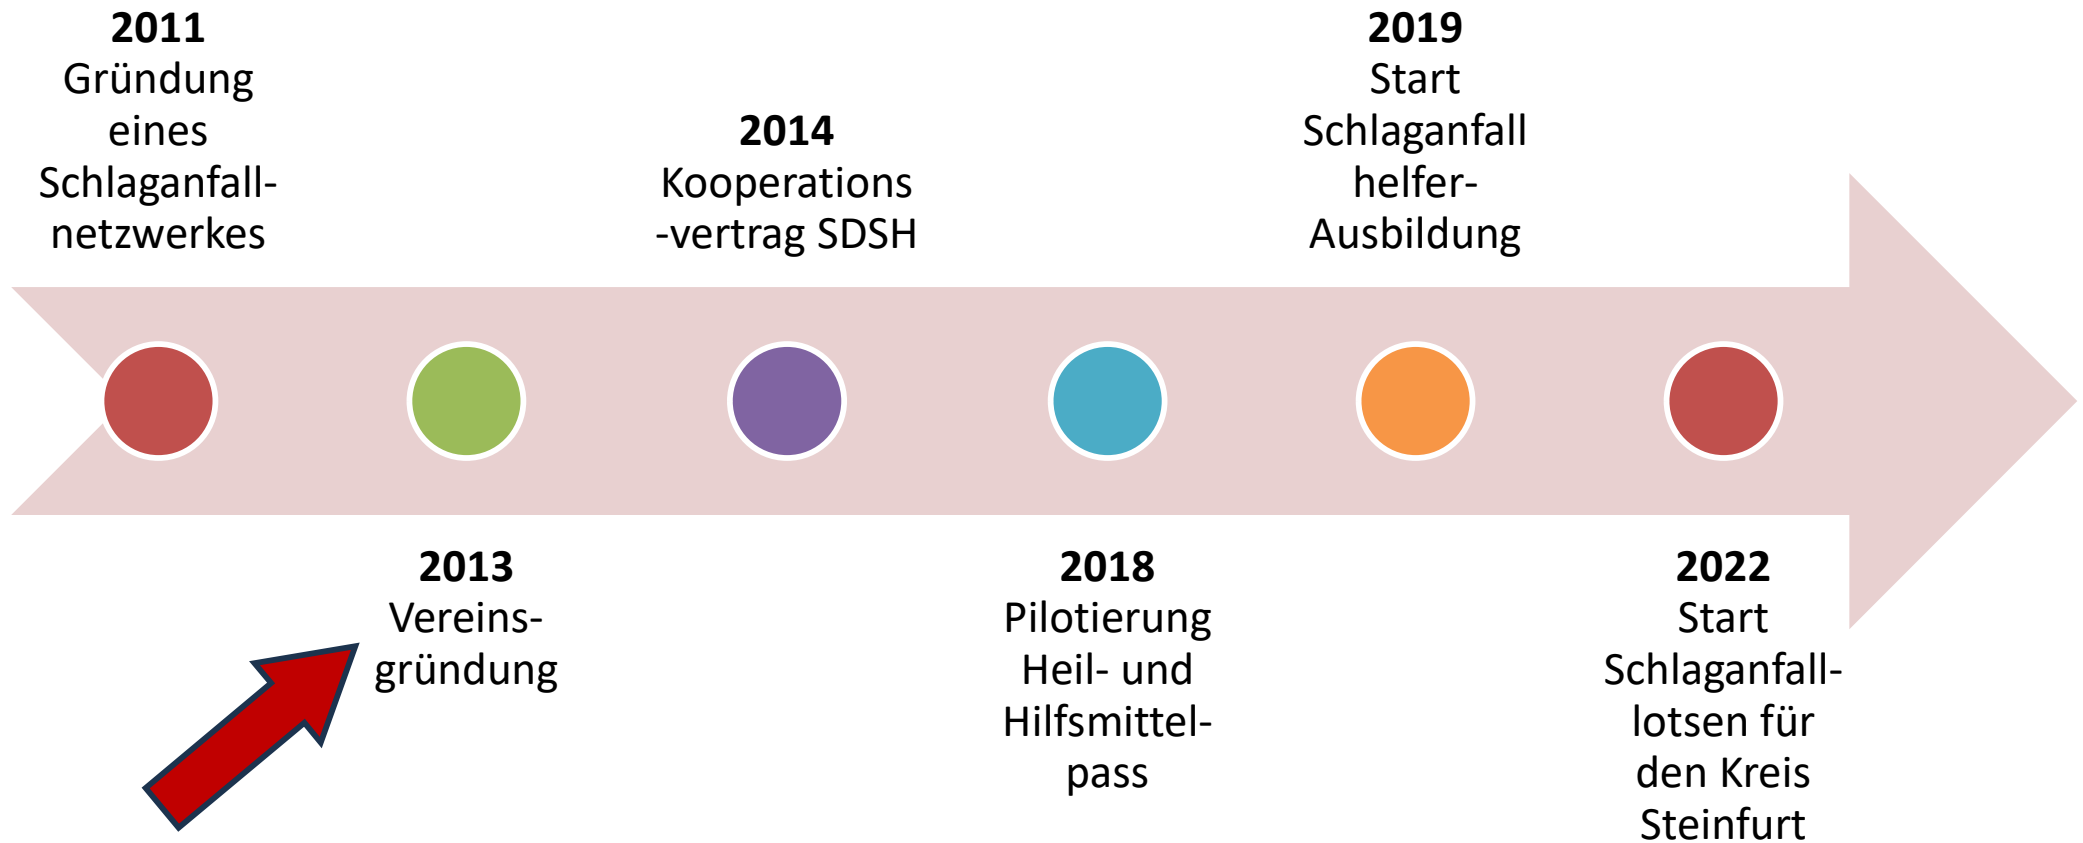 2011
Gründung
eines
Schlaganfall-
netzwerkes
2013
Vereins-
gründung
2014
Kooperations
-vertrag SDSH
2018
Pilotierung
Heil- und
Hilfsmittel-
pass
2019
Start
Schlaganfall
helfer-
Ausbildung
2022
Start
Schlaganfall-
lotsen für
den Kreis
Steinfurt